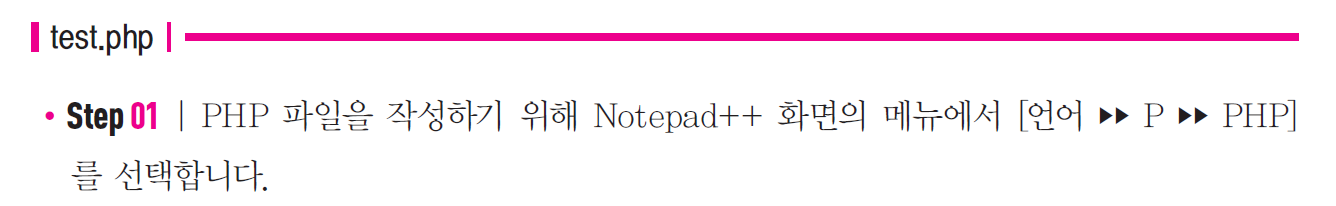 test.php
• Step 01 | PHP 파일을 작성하기 위해 Notepad++ 화면의 메뉴에서 [언어 ▶▶ P ▶▶ PHP]
를 선택합니다.